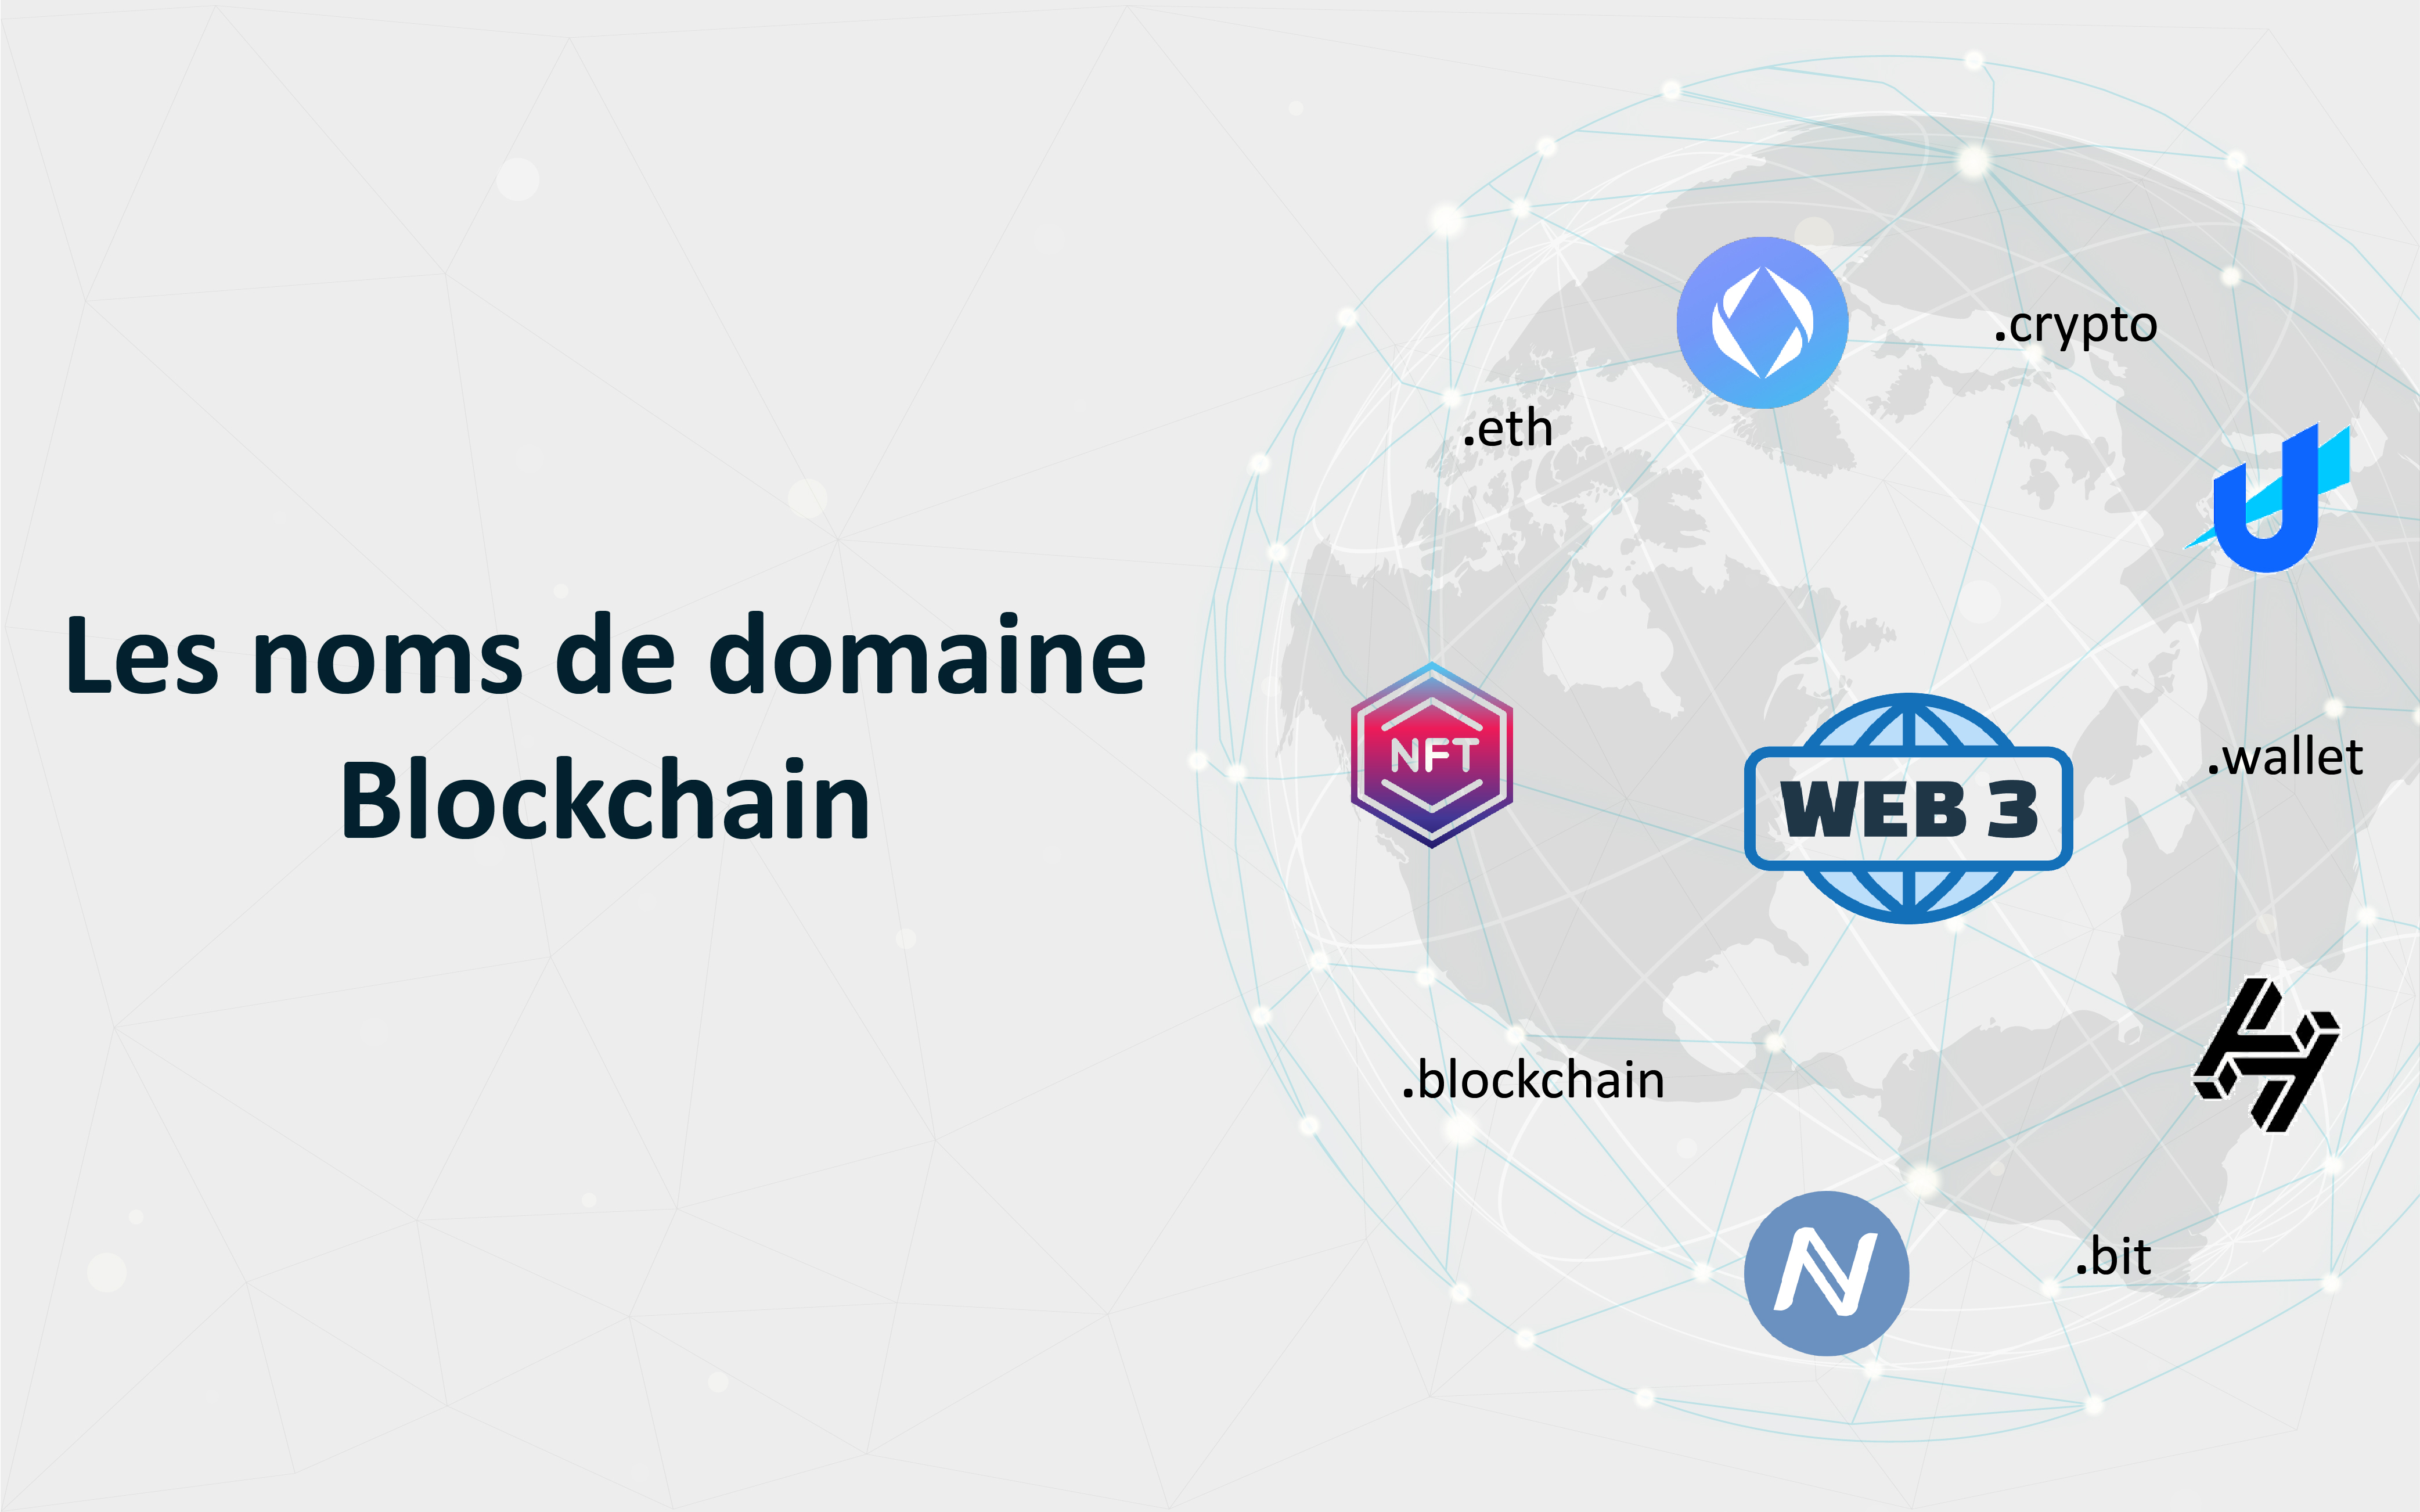 Les noms de domaine
Blockchain
.crypto
.eth
NFT
WEB 3
.wallet
.blockchain
.bit